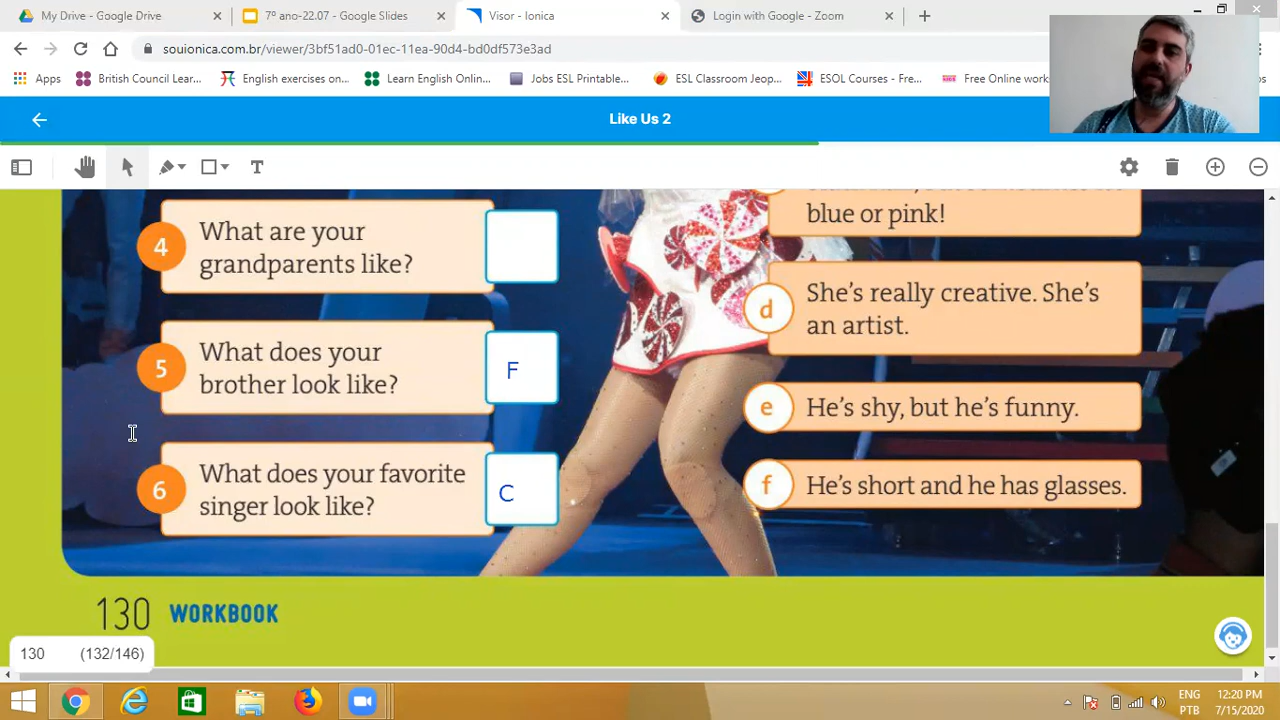 My Drive - Google Drive
7º ano-22.07 - Google Slides
Visor - Ionica
Login with Google - Zoom
souionica.com.br/viewer/3bf51ad0-01ec-11ea-90d4-bd0df573e3ad
Apps
British Council Lear...
English exercises on...
Learn English Onlin...
Jobs ESL Printable...
ESL Classroom Jeop...
ESOL Courses - Fre...
Free Online works
Like Us 2
T
4
What are your
grandparents like?
5
What does your
brother look like?
F
6
What does your favorite
singer look like?
C
blue or pink!
d
She's really creative. She's
an artist.
e
He's shy, but he's funny.
f
He's short and he has glasses.
130 WORKBOOK
130 (132/146)
ENG
PTB
12:20 PM
7/15/2020